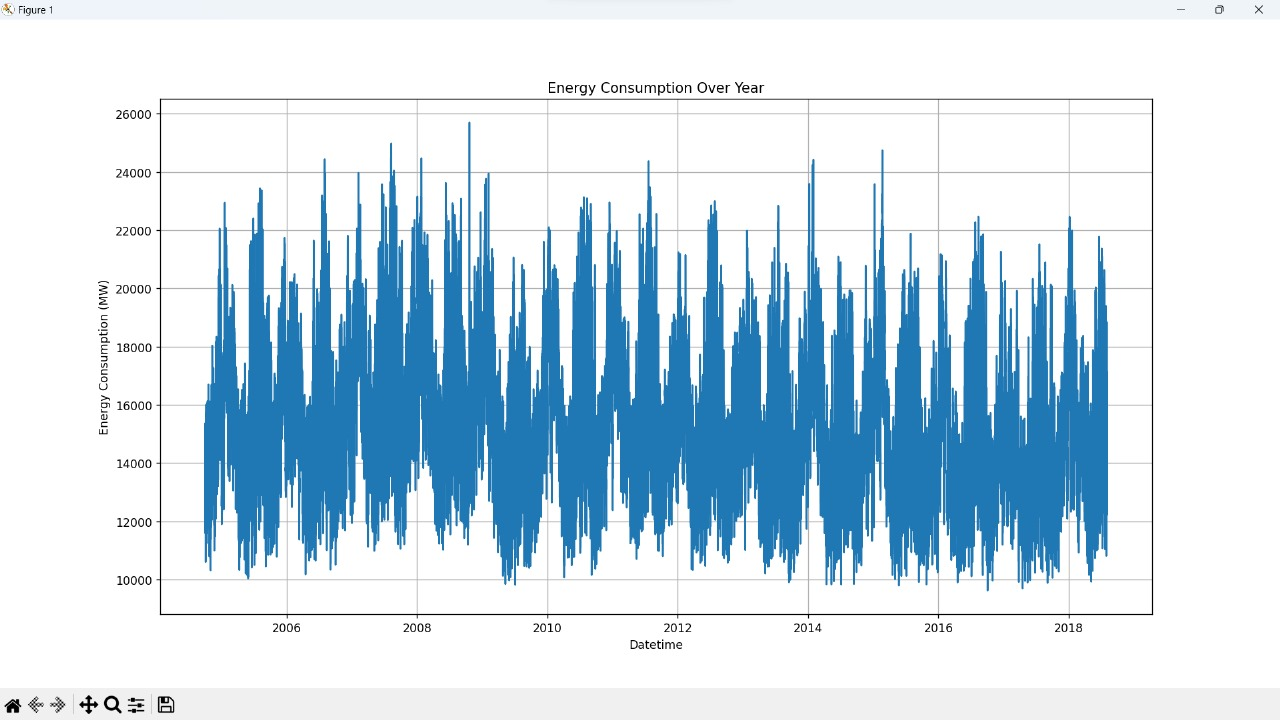 Figure 1
Energy Consumption Over Year
26000
24000
22000
20000
18000
16000
14000
12000
10000
Energy Consumption (MW)
2006 2008 2010 2012 2014 2016 2018
Datetime